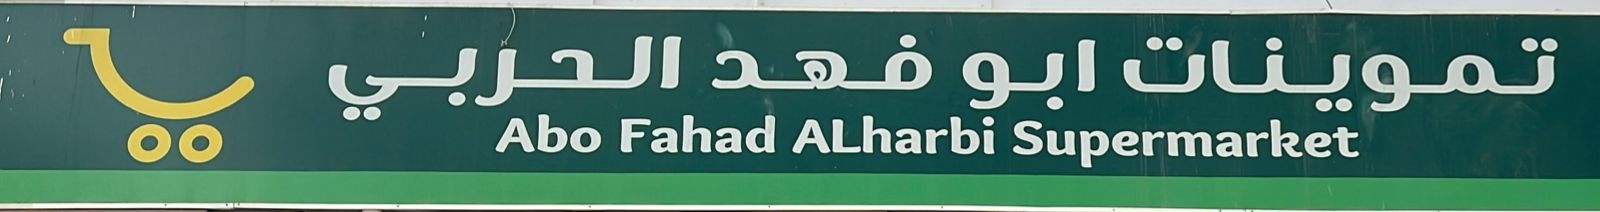 تموينات ابو فهد الحربي
Abo Fahad ALharbi Supermarket